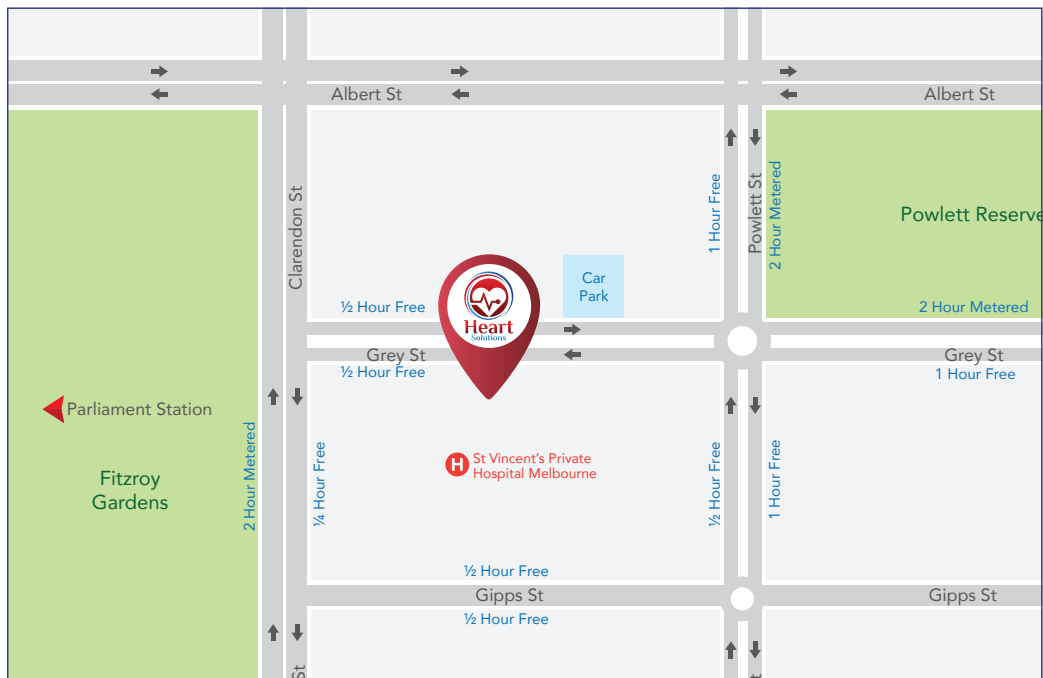 Albert St
Albert St
Clarendon St
1 Hour Free
Powlett St
2 Hour Metered
Powlett Reserve
Car
Park
½ Hour Free
Heart
Solutions
2 Hour Metered
Grey St
½ Hour Free
Grey St
1 Hour Free
Parliament Station
Fitzroy
Gardens
2 Hour Metered
¼ Hour Free
H
St Vincent's Private
Hospital Melbourne
½ Hour Free
1 Hour Free
½ Hour Free
Gipps St
Gipps St
½ Hour Free
St